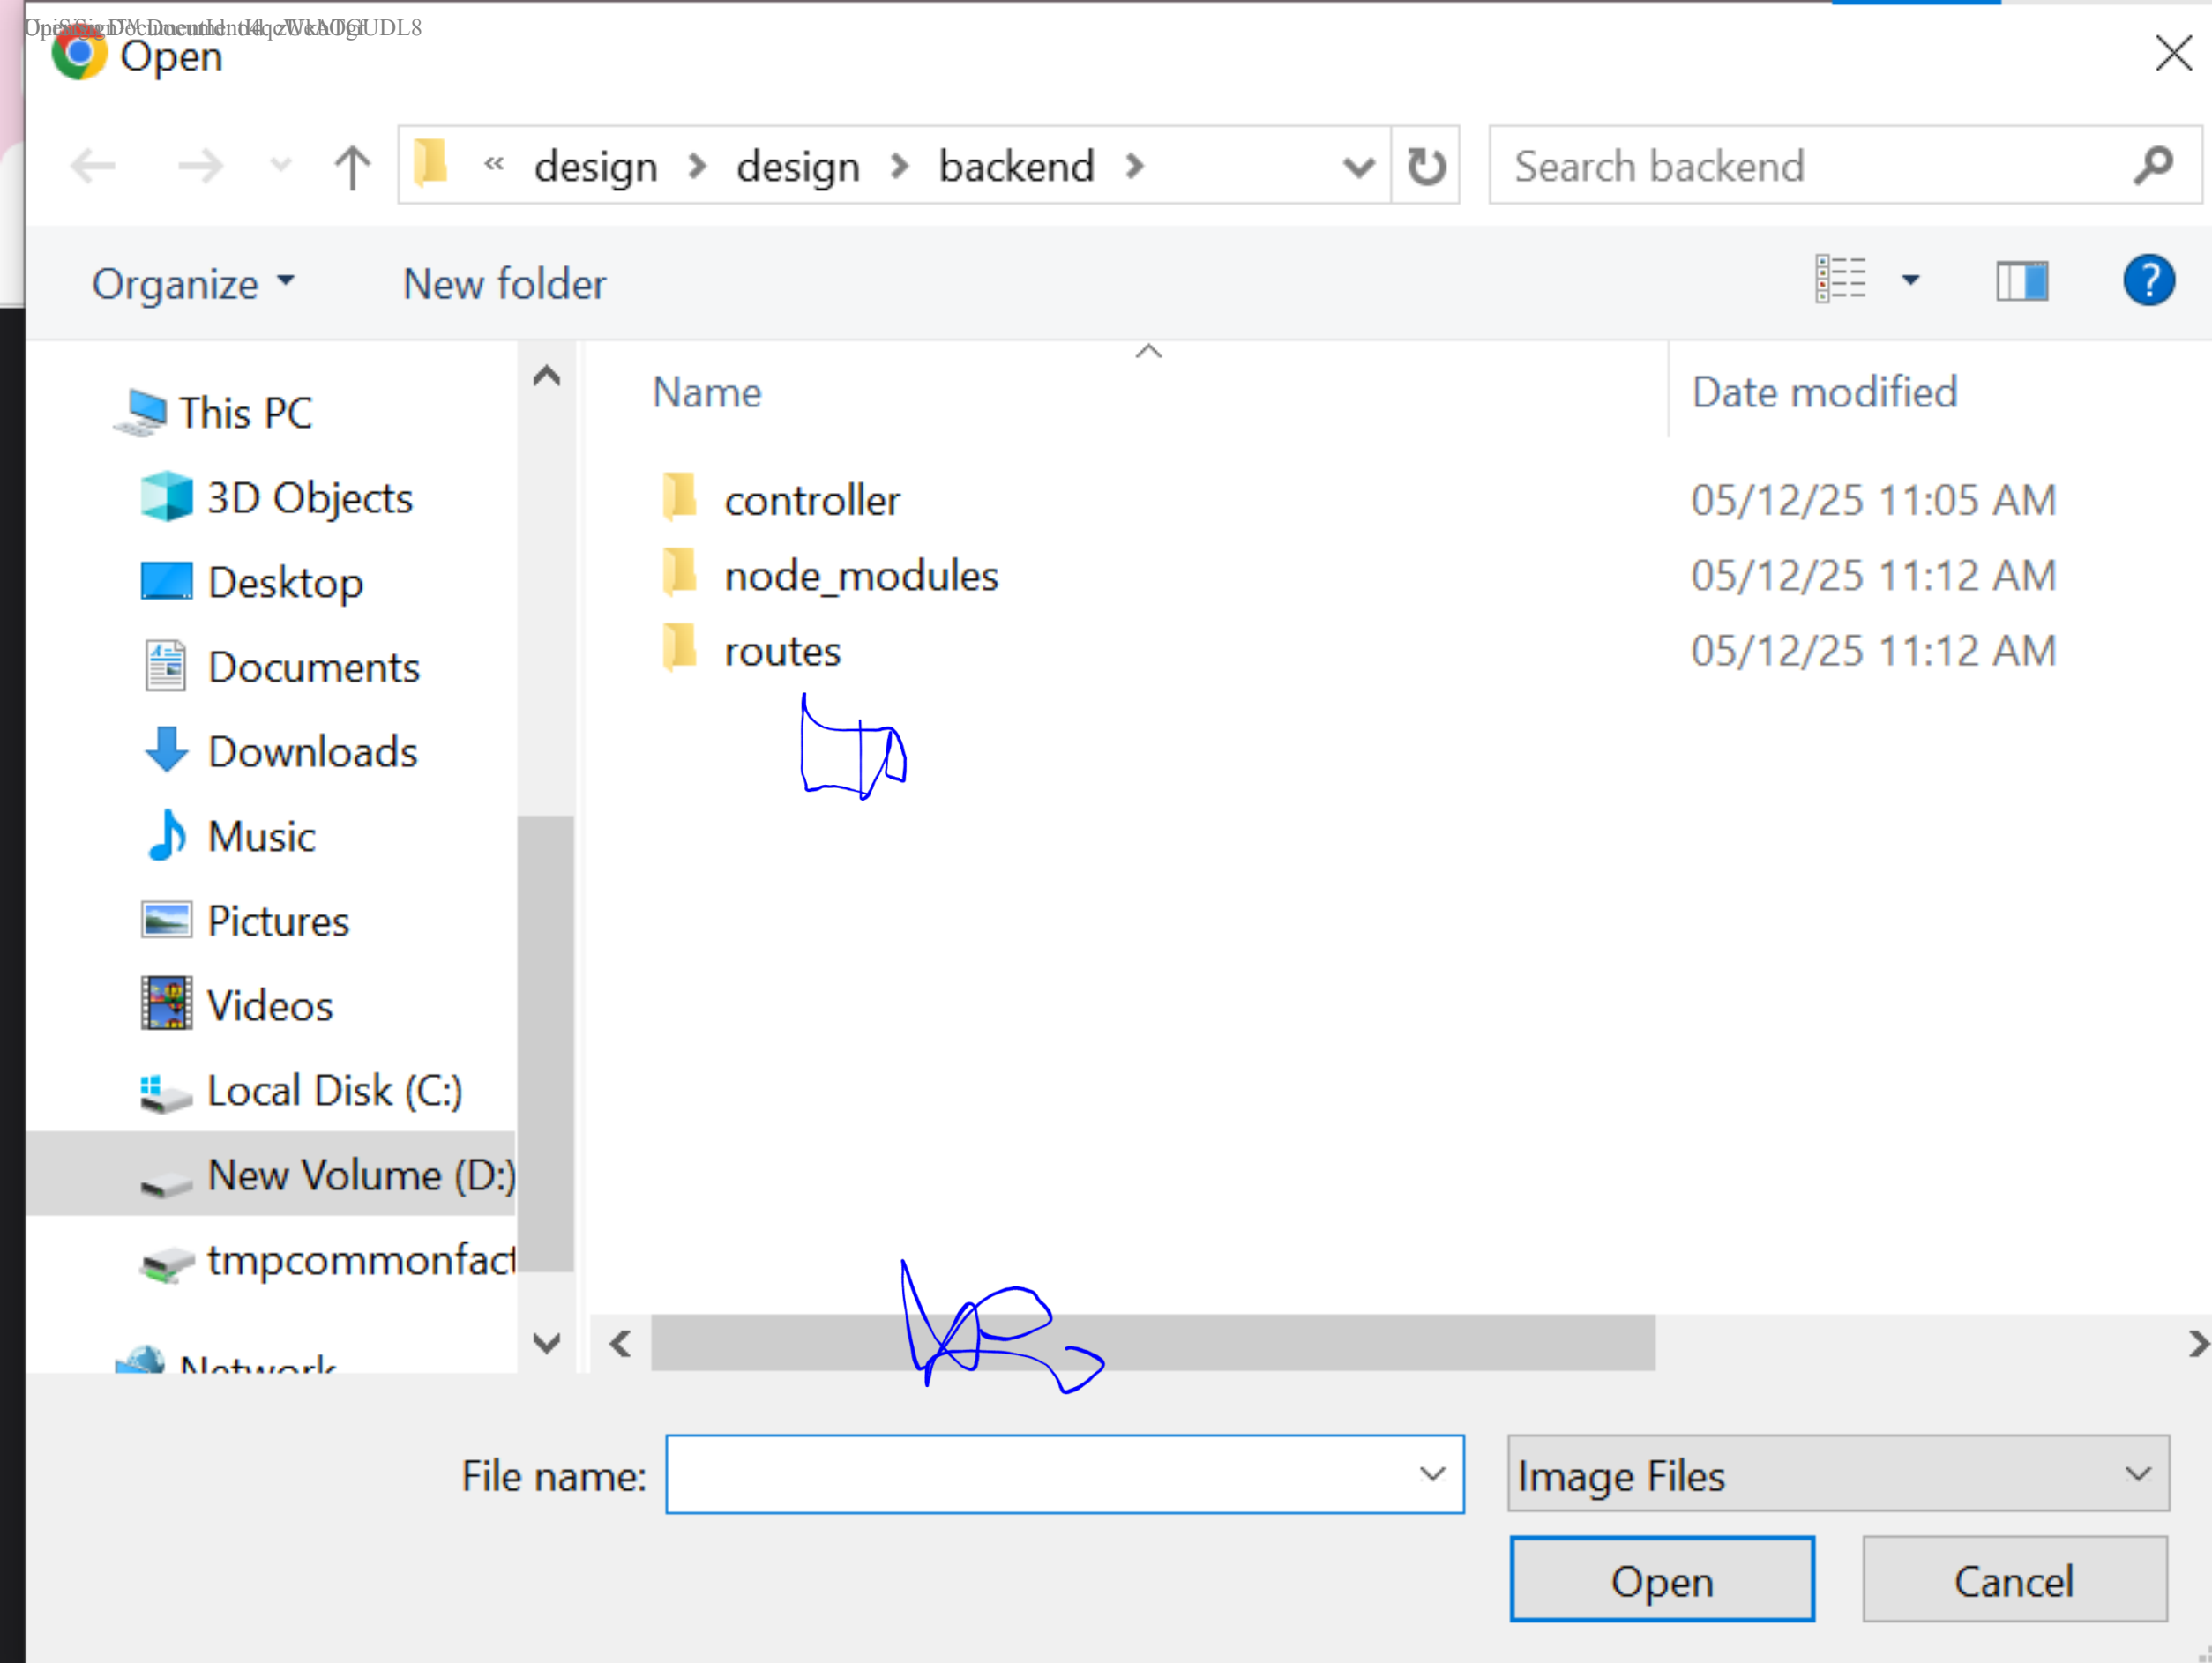 Open
« design > design > backend >
Search backend
Organize
New folder
Name
Date modified
This PC
3D Objects
Desktop
Documents
Downloads
Music
Pictures
Videos
Local Disk (C:)
New Volume (D:)
tmpcommonfact
Network
controller 05/12/25 11:05 AM
node_modules 05/12/25 11:12 AM
routes 05/12/25 11:12 AM
File name:
Image Files
Open
Cancel